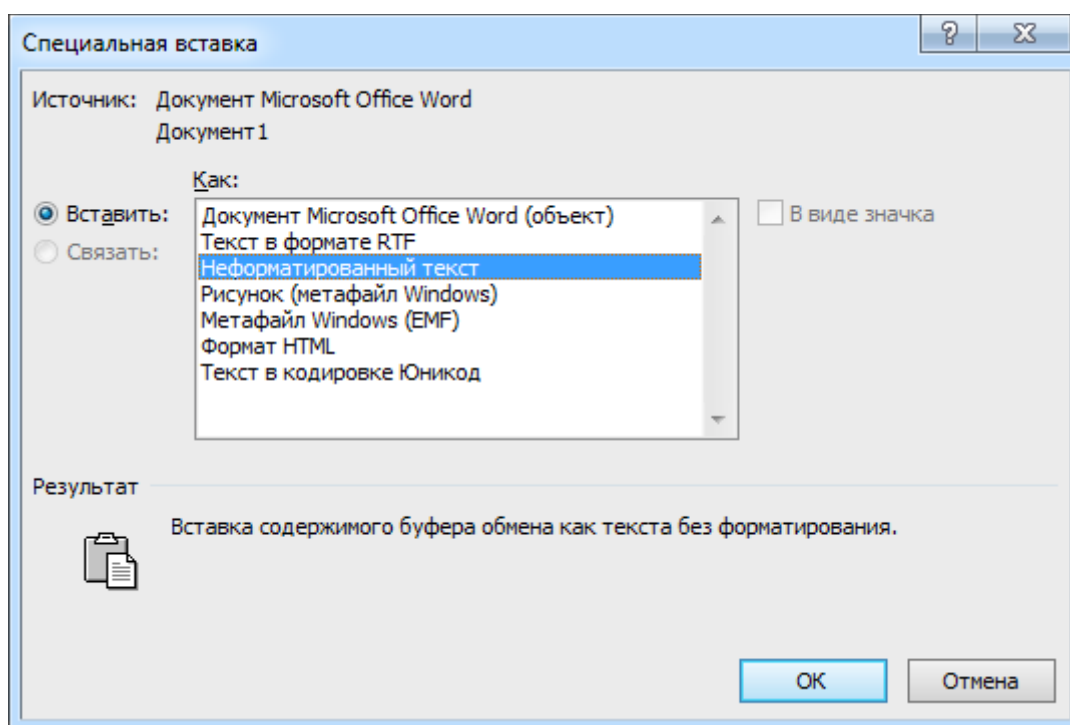 Специальная вставка
Источник: Документ Microsoft Office Word
Документ1
Как:
Вставить:
Связать:
Документ Microsoft Office Word (объект)
Текст в формате RTF
Неформатированный текст
Рисунок (метафайл Windows)
Метафайл Windows (EMF)
Формат HTML
Текст в кодировке Юникод
В виде значка
Результат
Вставка содержимого буфера обмена как текста без форматирования.
ОК
Отмена